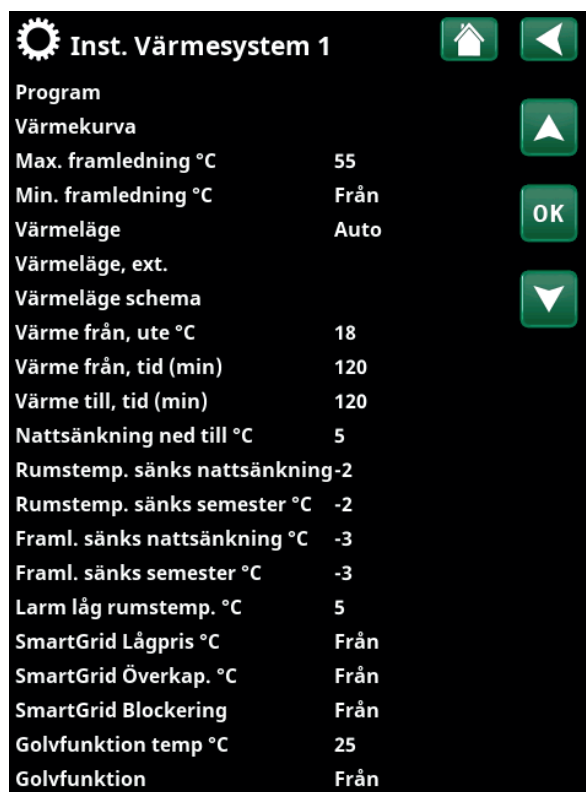 Inst. Värmesystem 1
Program
Värmekurva
Max. framledning °C 55
Min. framledning °C Från
OK
Värmeläge Auto
Värmeläge, ext.
Värmeläge schema
Värme från, ute °C 18
Värme från, tid (min) 120
Värme till, tid (min) 120
Nattsänkning ned till °C 5
Rumstemp. sänks nattsänkning-2
Rumstemp. sänks semester °C -2
Framl. sänks nattsänkning °C -3
Framl. sänks semester °C -3
Larm låg rumstemp. °C 5
SmartGrid Lågpris °C Från
SmartGrid Överkap. °C Från
SmartGrid Blockering Från
Golvfunktion temp °C 25
Golvfunktion Från